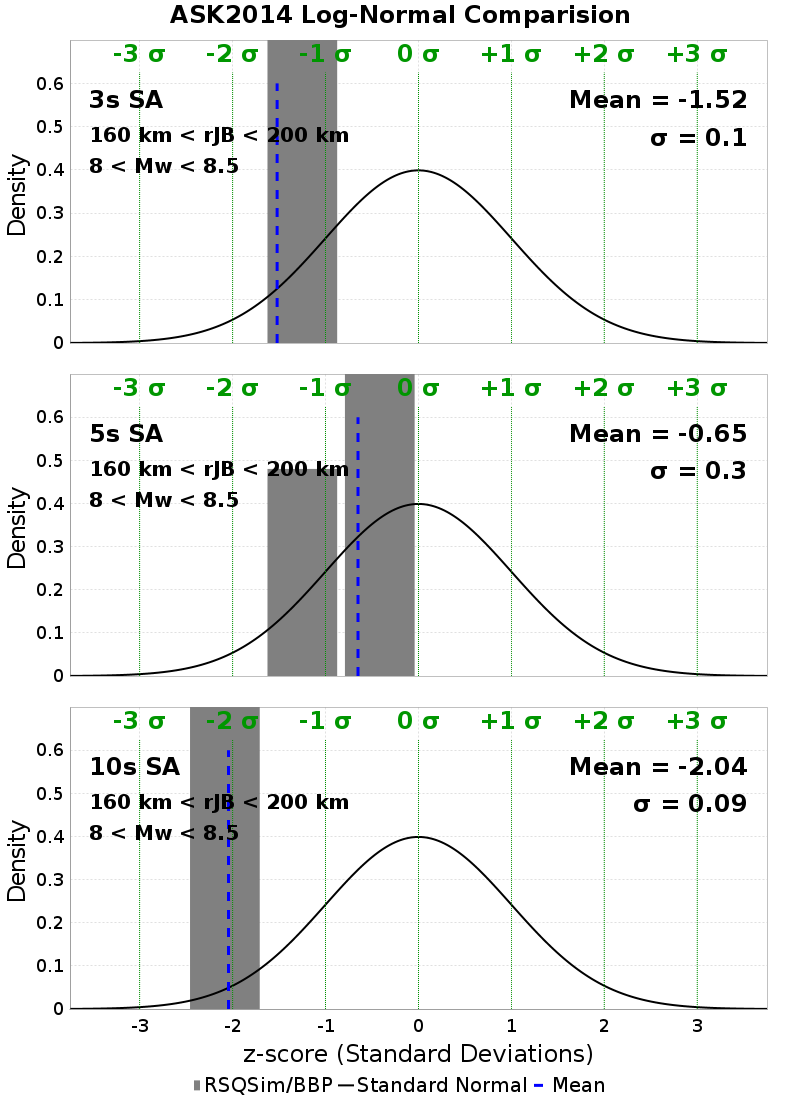 ASK2014 Log-Normal Comparision
-3 σ -2 σ -1 σ 0 σ +1 σ +2 σ +3 σ
3s SA
160 km < rJB < 200 km
8 < Mw < 8.5
Mean = -1.52
σ = 0.1
Density
0.6
0.5
0.4
0.3
0.2
0.1
0
-3 σ -2 σ -1 σ 0 σ +1 σ +2 σ +3 σ
5s SA
160 km < rJB < 200 km
8 < Mw < 8.5
Mean = -0.65
σ = 0.3
Density
0.6
0.5
0.4
0.3
0.2
0.1
0
-3 σ -2 σ -1 σ 0 σ +1 σ +2 σ +3 σ
10s SA
160 km < rJB < 200 km
8 < Mw < 8.5
Mean = -2.04
σ = 0.09
Density
0.6
0.5
0.4
0.3
0.2
0.1
0
-3 -2 -1 0 1 2 3
z-score (Standard Deviations)
RSQSim/BBP Standard Normal Mean